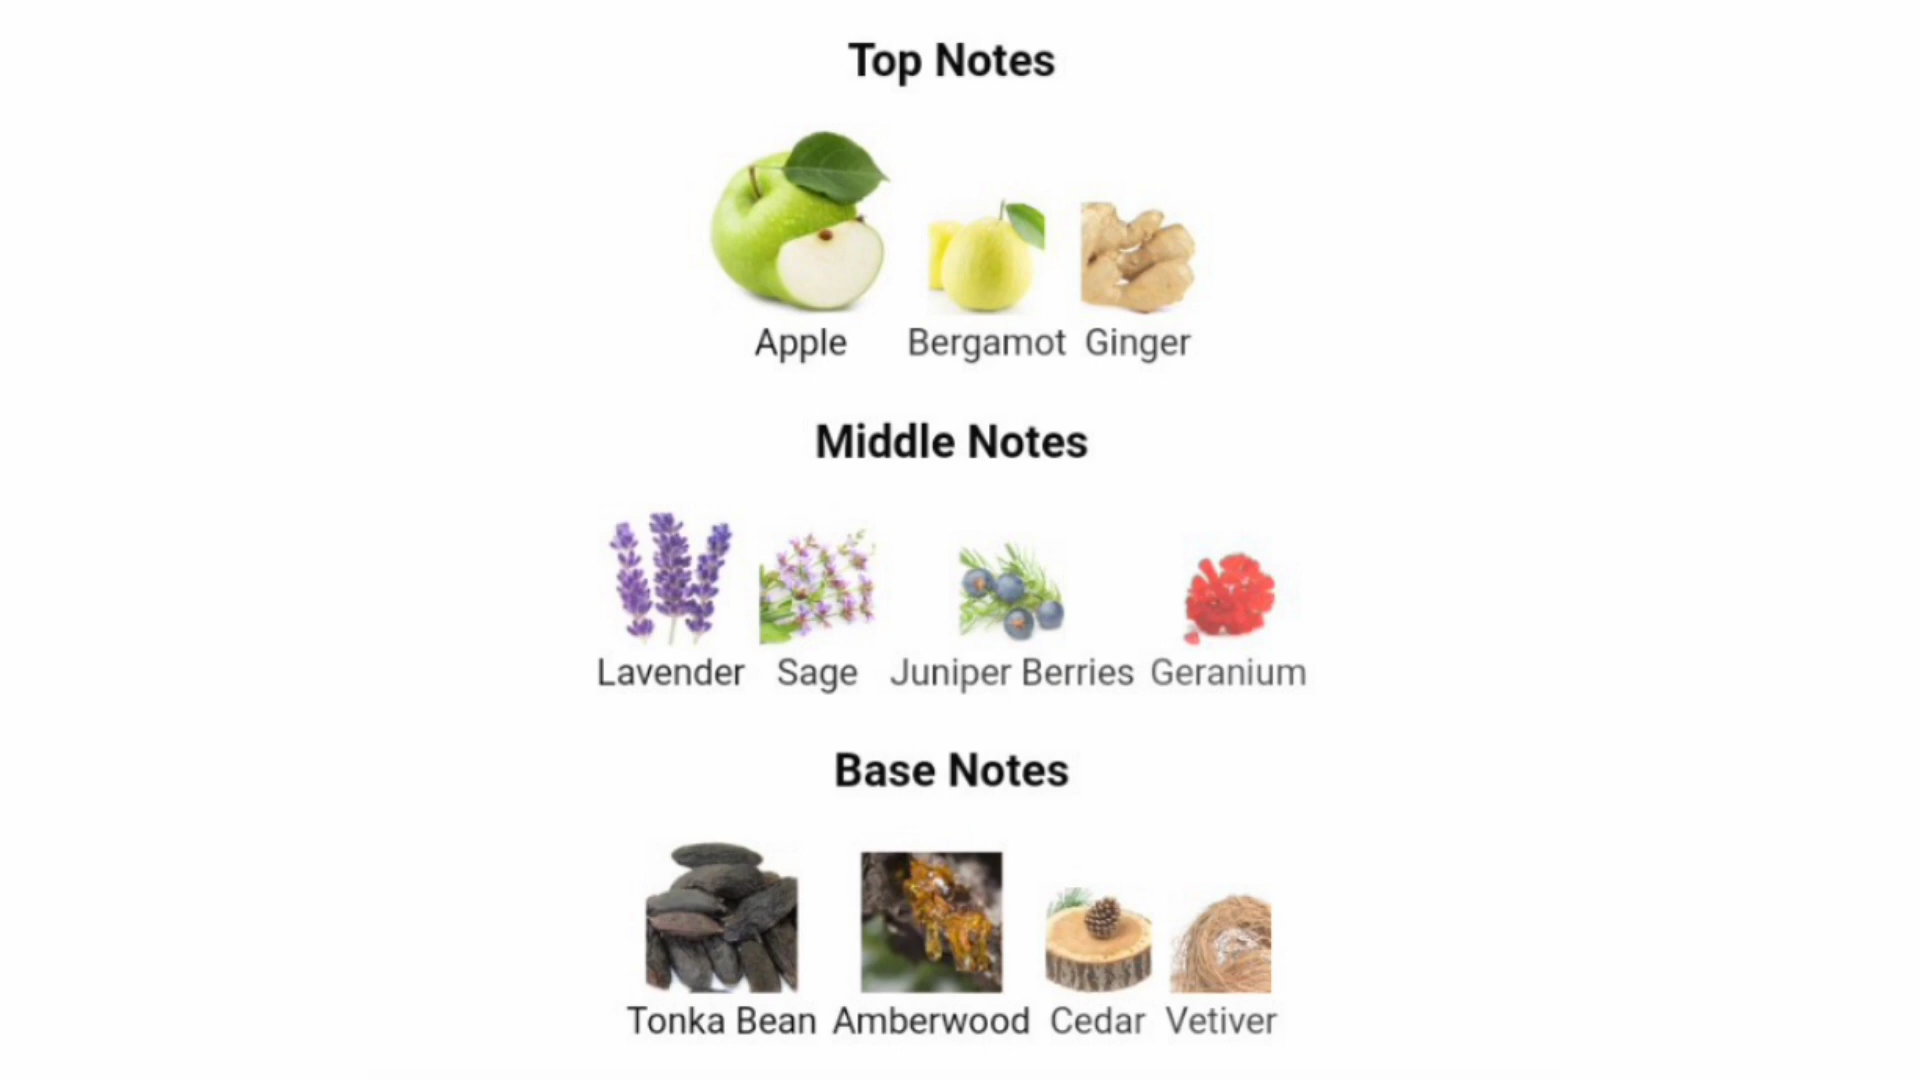 Top Notes
Apple Bergamot Ginger
Middle Notes
Lavender Sage Juniper Berries Geranium
Base Notes
Tonka Bean Amberwood Cedar Vetiver